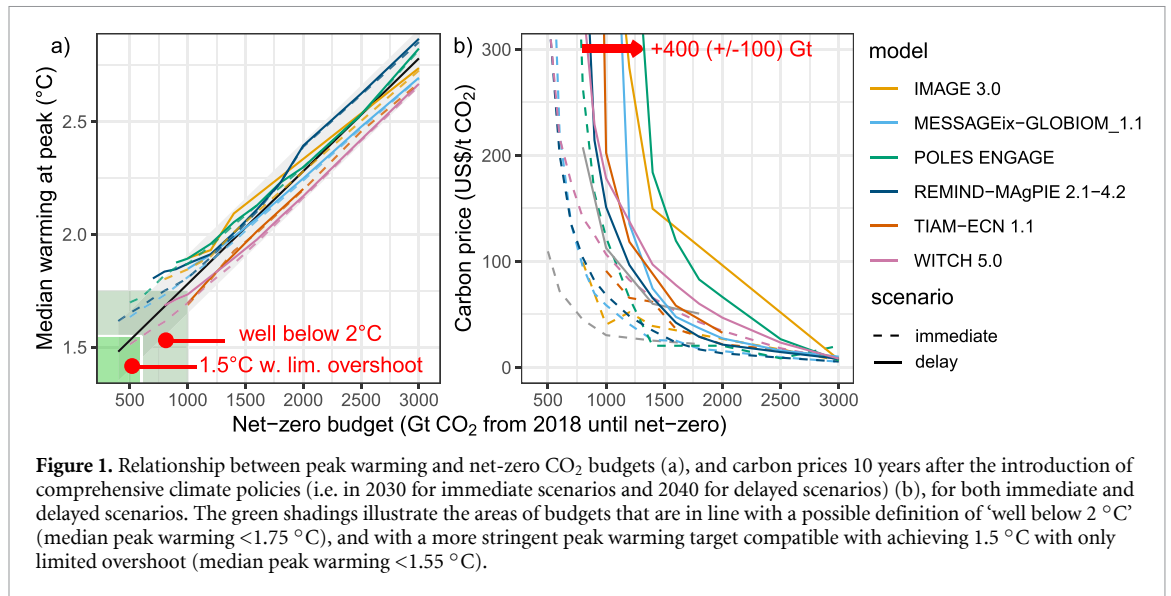 a)
Median warming at peak (°C)
2.5
2.0
1.5
well below 2°C
1.5°C w. lim. overshoot
500 1000 1500 2000 2500 3000
b)
Carbon price (US$/t CO₂)
300
200
100
0
+400 (+/-100) Gt
500 1000 1500 2000 2500 3000
Net−zero budget (Gt CO₂ from 2018 until net−zero)
model
IMAGE 3.0
MESSAGEix−GLOBIOM_1.1
POLES ENGAGE
REMIND−MAgPIE 2.1−4.2
TIAM−ECN 1.1
WITCH 5.0
scenario
immediate
delay
Figure 1. Relationship between peak warming and net-zero CO₂ budgets (a), and carbon prices 10 years after the introduction of
comprehensive climate policies (i.e. in 2030 for immediate scenarios and 2040 for delayed scenarios) (b), for both immediate and
delayed scenarios. The green shadings illustrate the areas of budgets that are in line with a possible definition of ‘well below 2 °C’
(median peak warming <1.75 °C), and with a more stringent peak warming target compatible with achieving 1.5 °C with only
limited overshoot (median peak warming <1.55 °C).